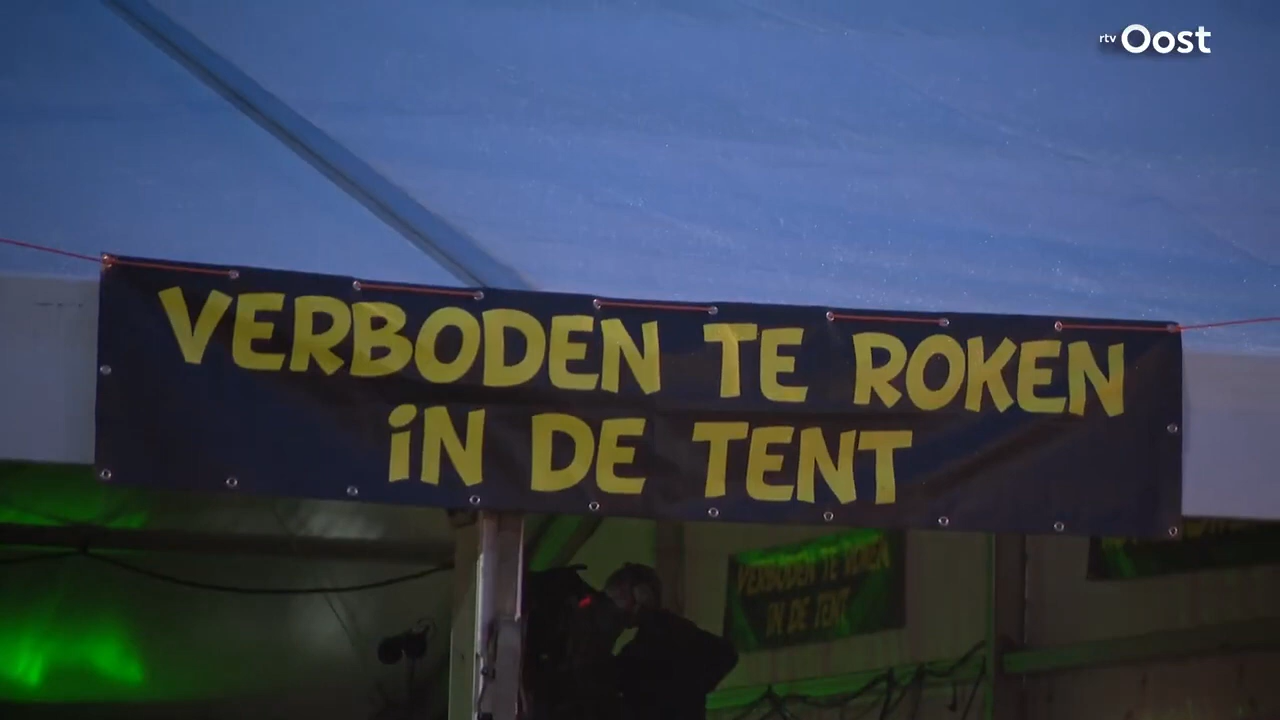 rtv Oost
VERBODEN TE ROKEN
iN DE TENT
VERBODEN TE ROKEN
IN DE TENT